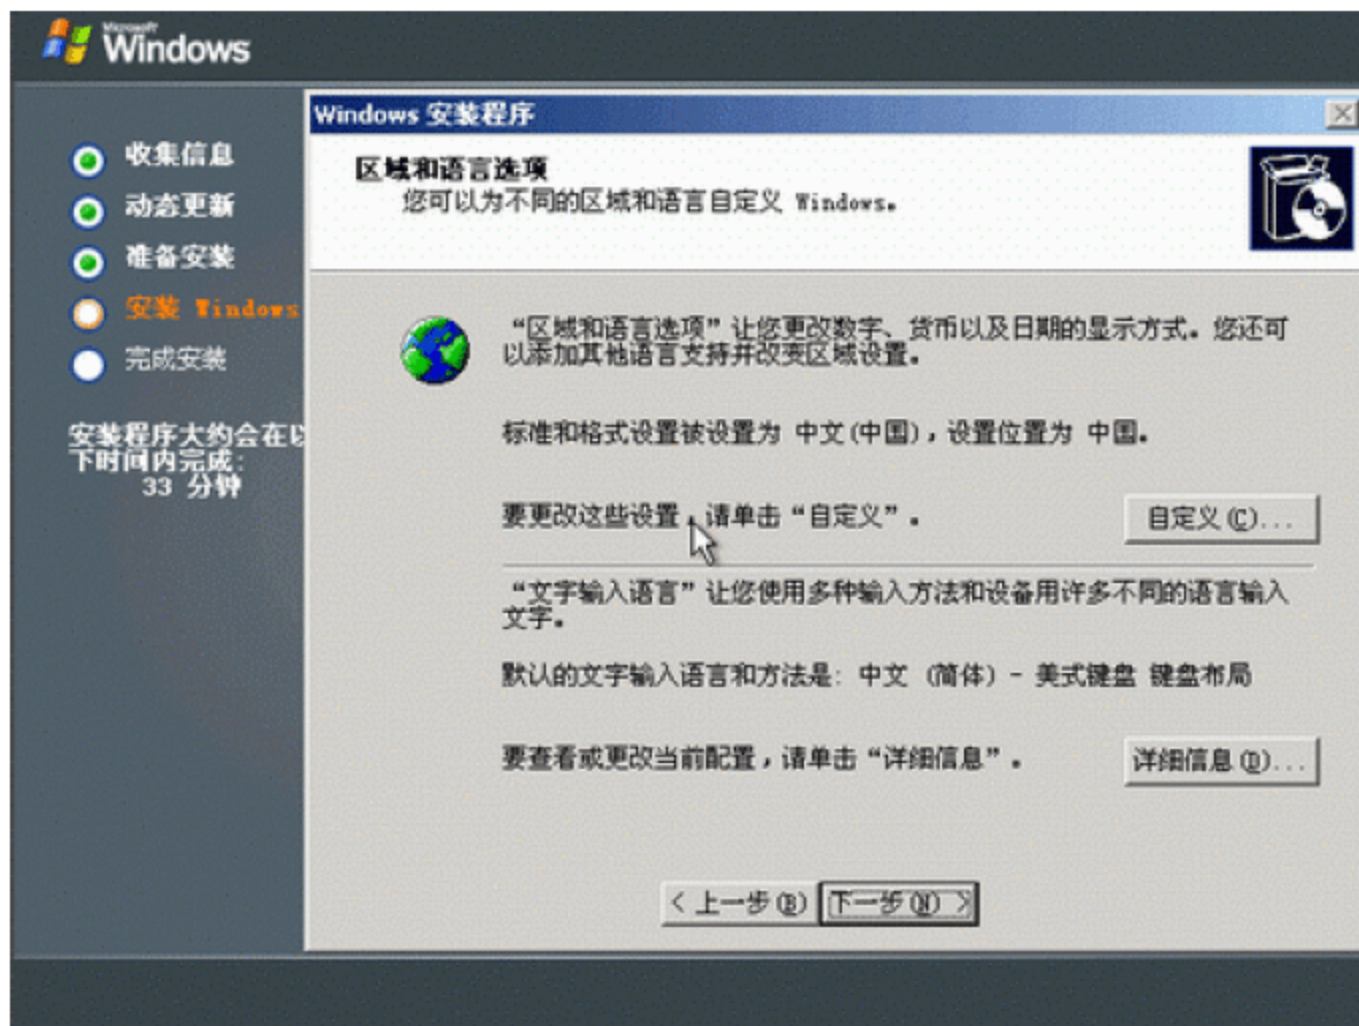 Microsoft
Windows
收集信息
动态更新
准备安装
安装 Windows
完成安装
安装程序大约会在以
下时间内完成:
33 分钟
Windows 安装程序
区域和语言选项
您可以为不同的区域和语言自定义 Windows。
“区域和语言选项”让您更改数字、货币以及日期的显示方式。您还可
以添加其他语言支持并改变区域设置。
标准和格式设置被设置为 中文(中国),设置位置为 中国。
要更改这些设置,请单击“自定义”。
自定义(C)...
“文字输入语言”让您使用多种输入方法和设备用许多不同的语言输入
文字。
默认的文字输入语言和方法是: 中文 (简体) - 美式键盘 键盘布局
要查看或更改当前配置,请单击“详细信息”。
详细信息(D)...
< 上一步(B)
下一步(N) >